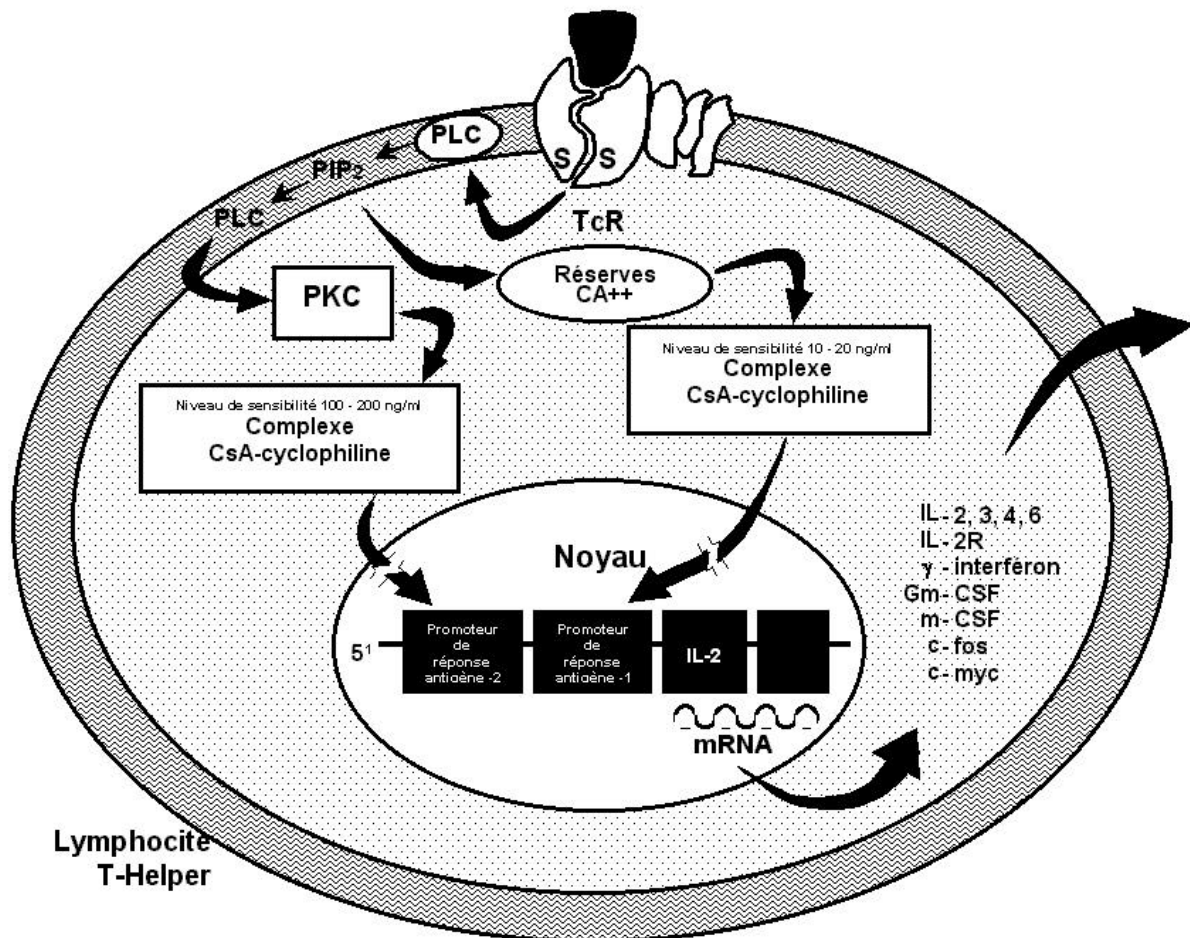 PLC
PIP₂
PLC
S S
TcR
Réserves
CA++
PKC
Niveau de sensibilité 10 - 20 ng/ml
Complexe
CsA-cyclophiline
Niveau de sensibilité 100 - 200 ng/ml
Complexe
CsA-cyclophiline
Noyau
5¹
Promoteur
de
réponse
antigène -2
Promoteur
de
réponse
antigène -1
IL-2
mRNA
IL - 2, 3, 4, 6
IL - 2R
γ - interféron
Gm - CSF
m - CSF
c - fos
c - myc
Lymphocite
T-Helper